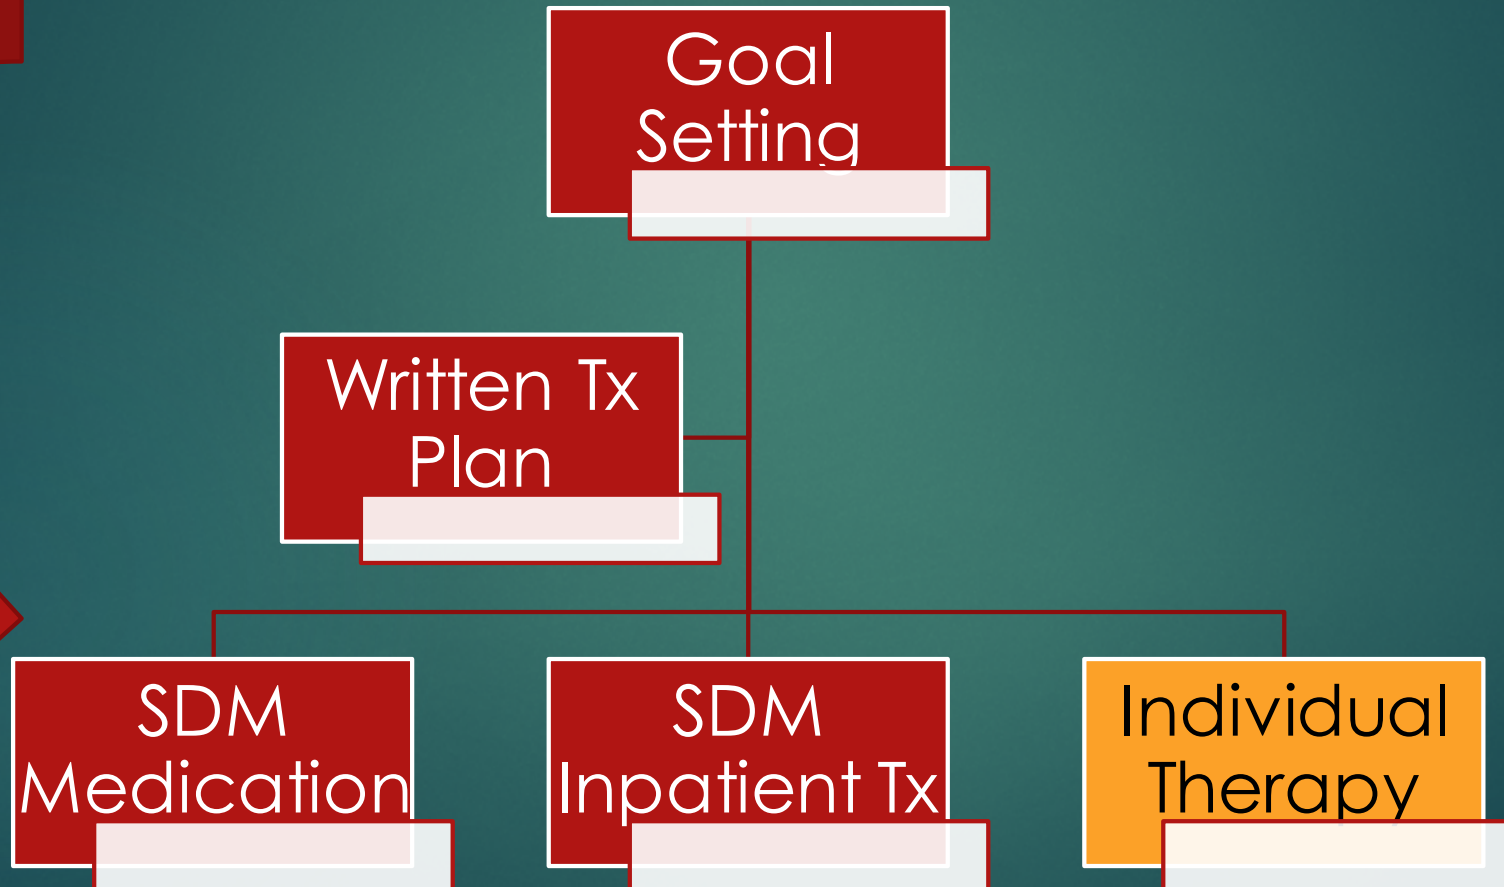 Goal
Setting
Written Tx
Plan
SDM
Medication
SDM
Inpatient Tx
Individual
Therapy